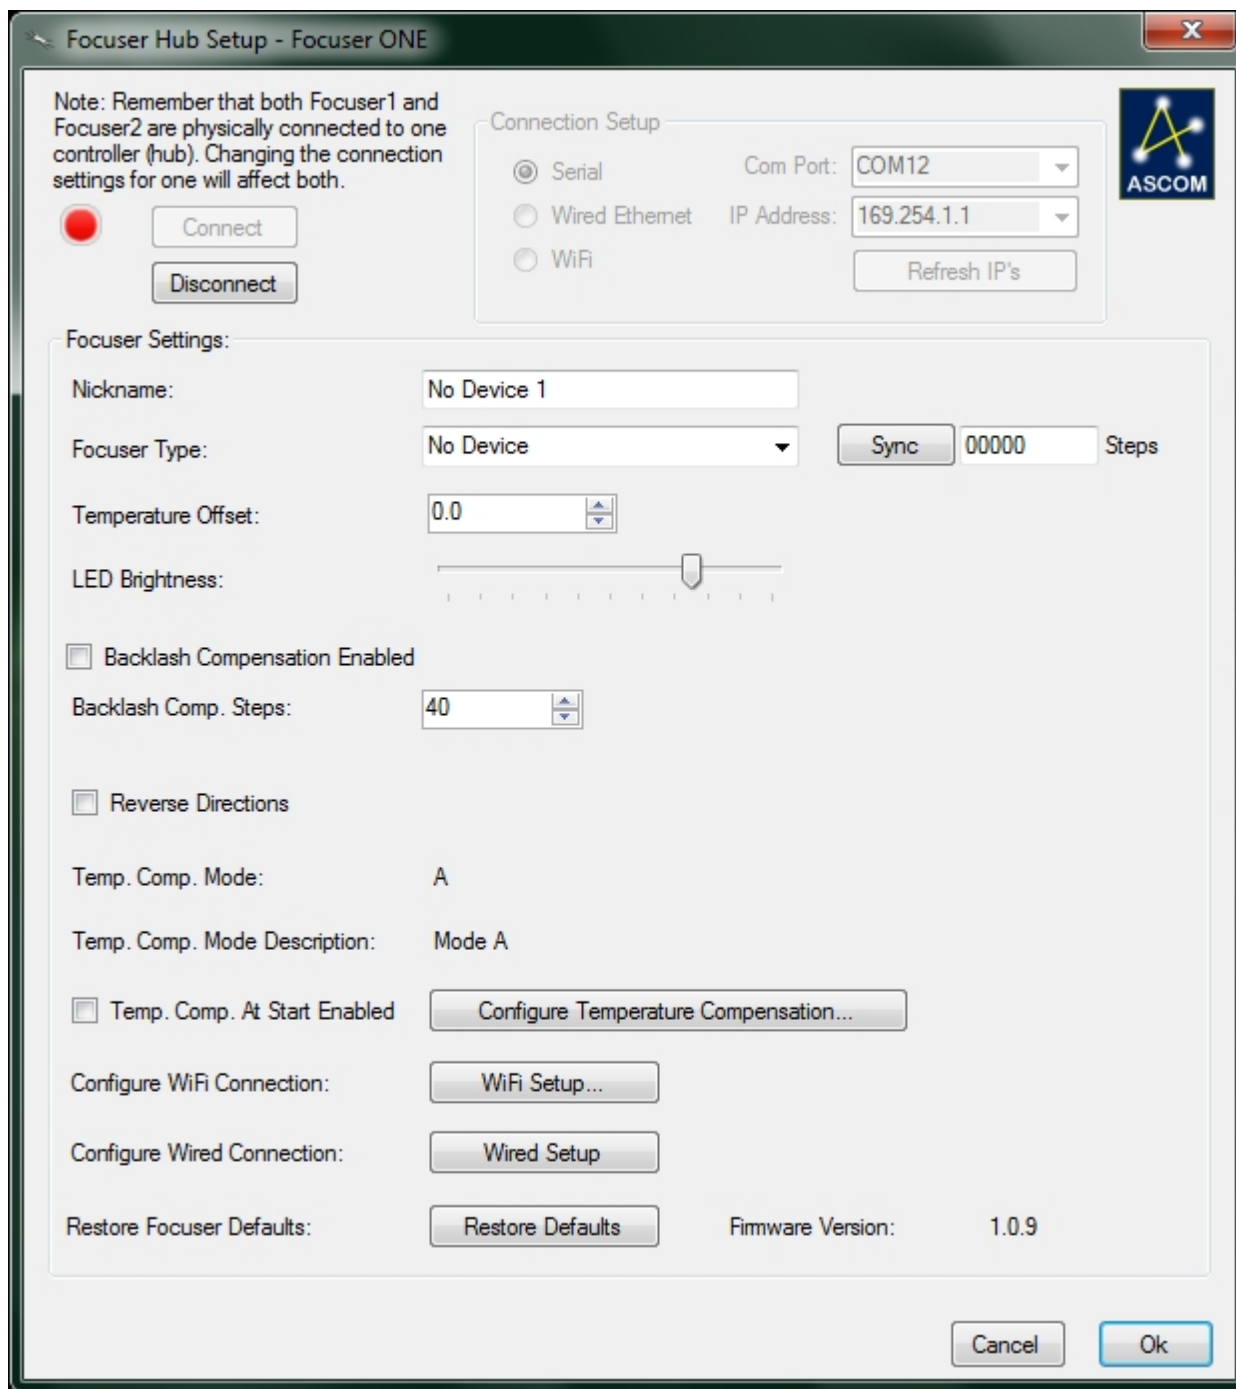 Focuser Hub Setup - Focuser ONE
Note: Remember that both Focuser1 and
Focuser2 are physically connected to one
controller (hub). Changing the connection
settings for one will affect both.
Connect
Disconnect
Connection Setup
Serial
Com Port: COM12
Wired Ethernet
IP Address: 169.254.1.1
WiFi
Refresh IP's
ASCOM
Focuser Settings:
Nickname: No Device 1
Focuser Type: No Device Sync 00000 Steps
Temperature Offset: 0.0
LED Brightness:
Backlash Compensation Enabled
Backlash Comp. Steps: 40
Reverse Directions
Temp. Comp. Mode: A
Temp. Comp. Mode Description: Mode A
Temp. Comp. At Start Enabled Configure Temperature Compensation...
Configure WiFi Connection: WiFi Setup...
Configure Wired Connection: Wired Setup
Restore Focuser Defaults: Restore Defaults Firmware Version: 1.0.9
Cancel Ok